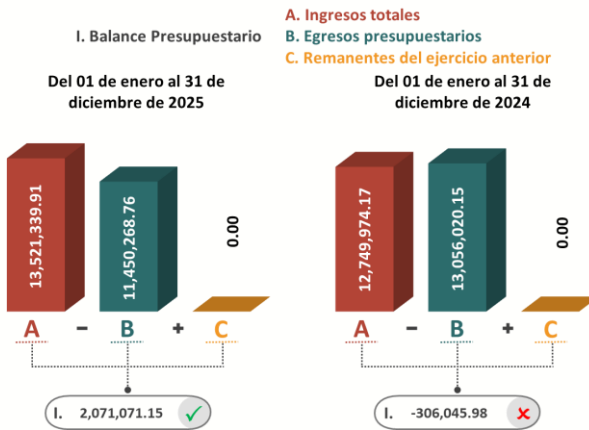 I. Balance Presupuestario
A. Ingresos totales
B. Egresos presupuestarios
C. Remanentes del ejercicio anterior
Del 01 de enero al 31 de
diciembre de 2025
13,521,339.91
11,450,268.76
0.00
A - B + C
I. 2,071,071.15 ✓
Del 01 de enero al 31 de
diciembre de 2024
12,749,974.17
13,056,020.15
0.00
A - B + C
I. -306,045.98 ✘